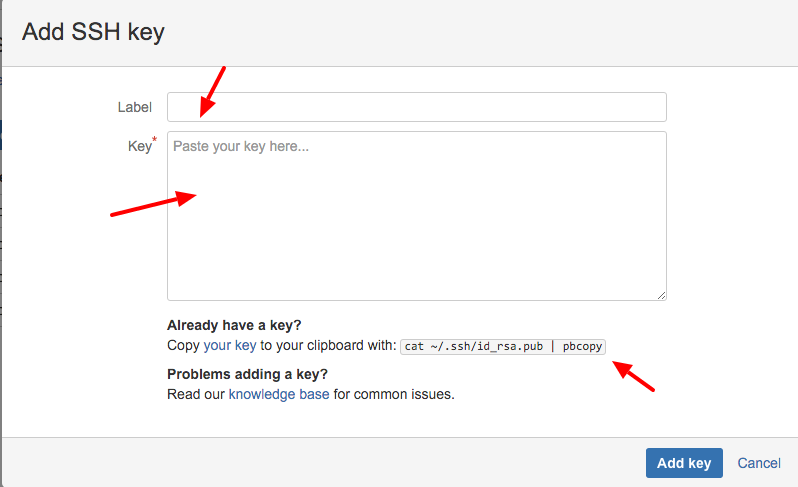 Add SSH key
Label
Key*
Paste your key here...
Already have a key?
Copy your key to your clipboard with: cat ~/.ssh/id_rsa.pub | pbcopy
Problems adding a key?
Read our knowledge base for common issues.
Add key Cancel